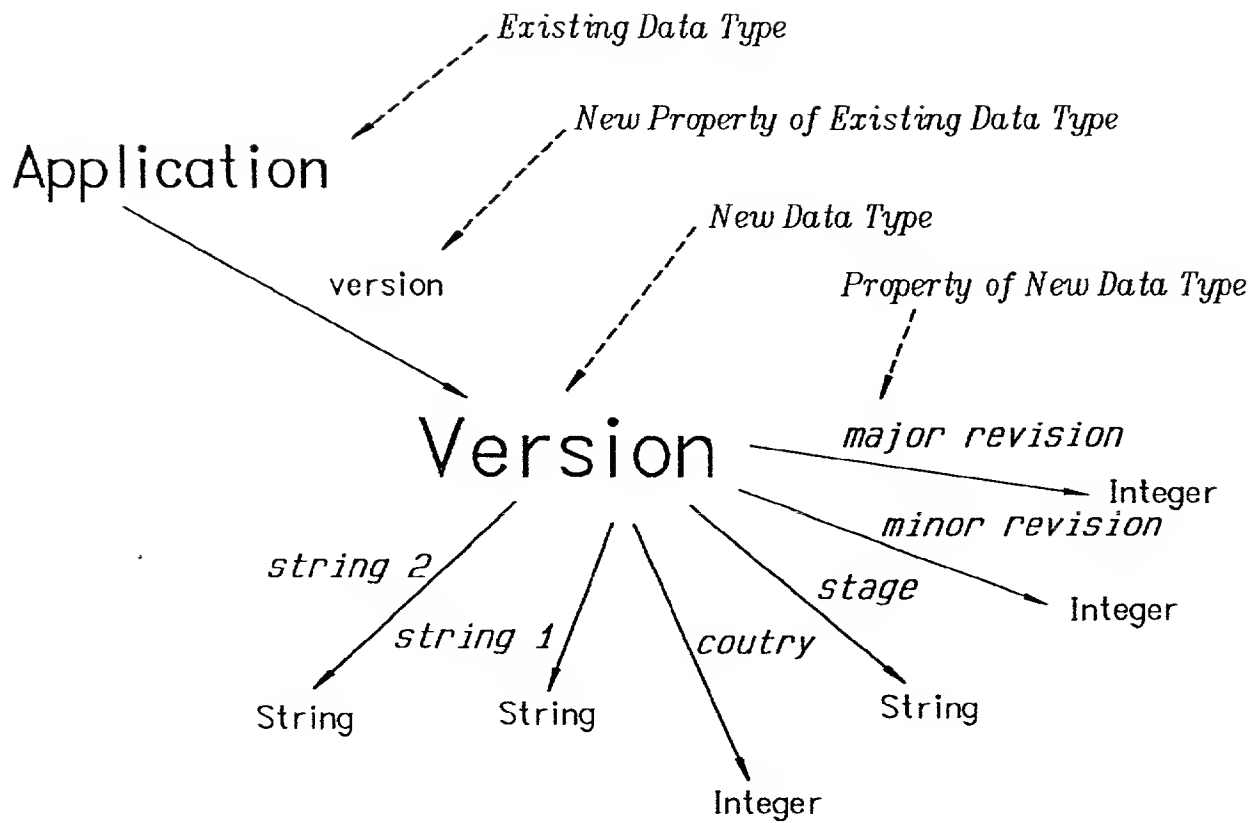 Existing Data Type
New Property of Existing Data Type
Application
New Data Type
version
Property of New Data Type
Version
major revision
Integer
minor revision
string 2
stage
Integer
string 1
coutry
String
String
String
Integer